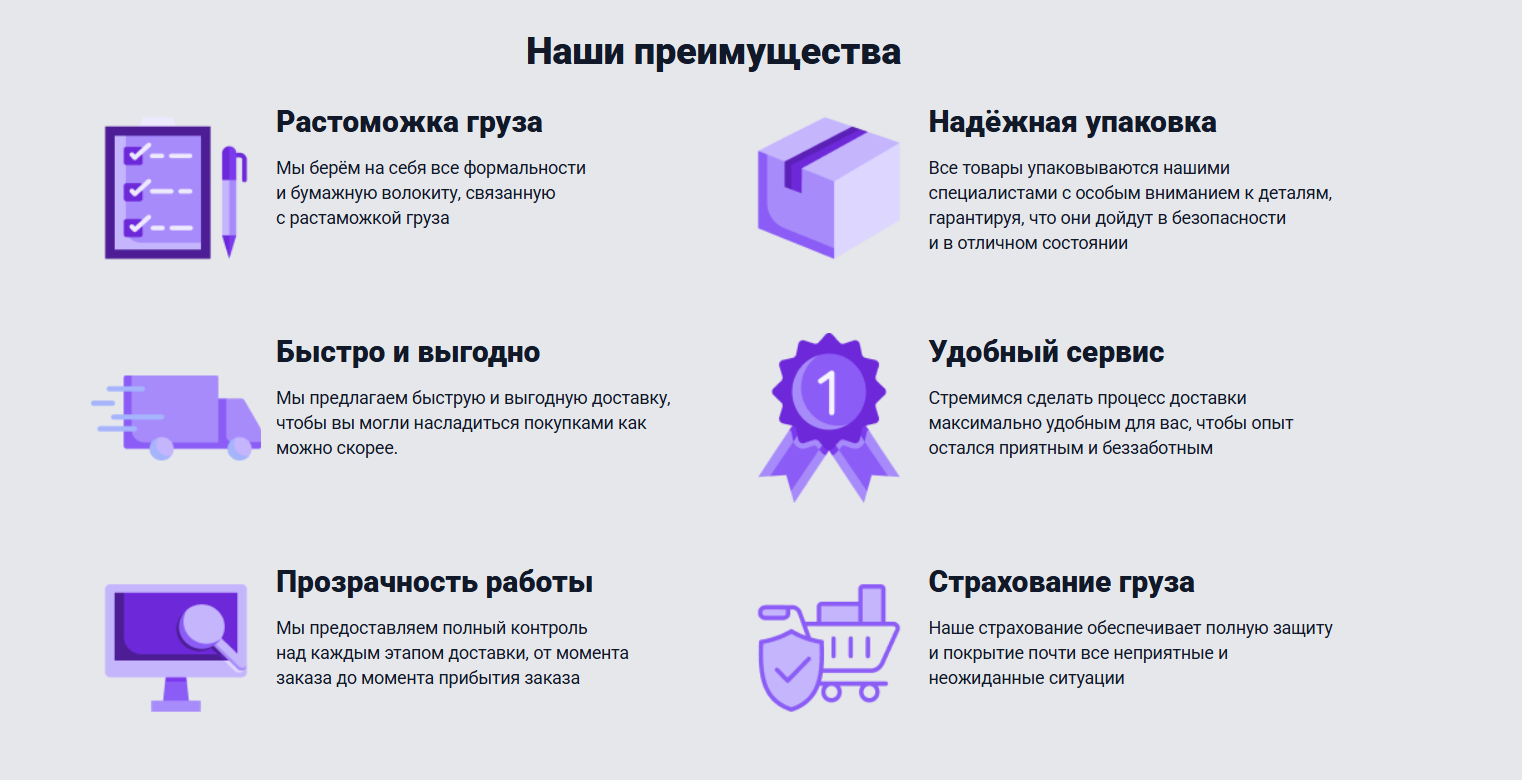 Наши преимущества
Растоможка груза
Мы берём на себя все формальности
и бумажную волокиту, связанную
с растаможкой груза
Надёжная упаковка
Все товары упаковываются нашими
специалистами с особым вниманием к деталям,
гарантируя, что они дойдут в безопасности
и в отличном состоянии
Быстро и выгодно
Мы предлагаем быструю и выгодную доставку,
чтобы вы могли насладиться покупками как
можно скорее.
1
Удобный сервис
Стремимся сделать процесс доставки
максимально удобным для вас, чтобы опыт
остался приятным и беззаботным
Прозрачность работы
Мы предоставляем полный контроль
над каждым этапом доставки, от момента
заказа до момента прибытия заказа
Страхование груза
Наше страхование обеспечивает полную защиту
и покрытие почти все неприятные и
неожиданные ситуации